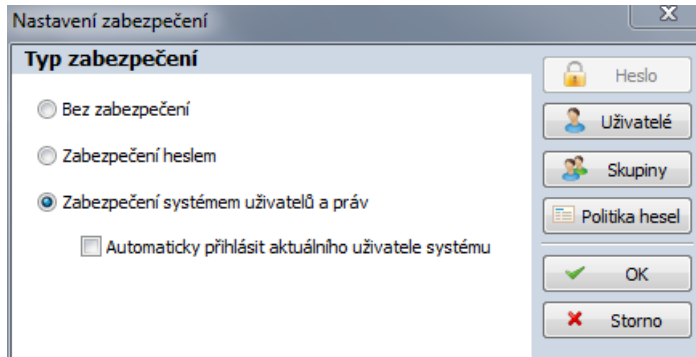 Nastavení zabezpečení
Typ zabezpečení
Bez zabezpečení
Zabezpečení heslem
Zabezpečení systémem uživatelů a práv
Automaticky přihlásit aktuálního uživatele systému
Heslo
Uživatelé
Skupiny
Politika hesel
OK
Storno